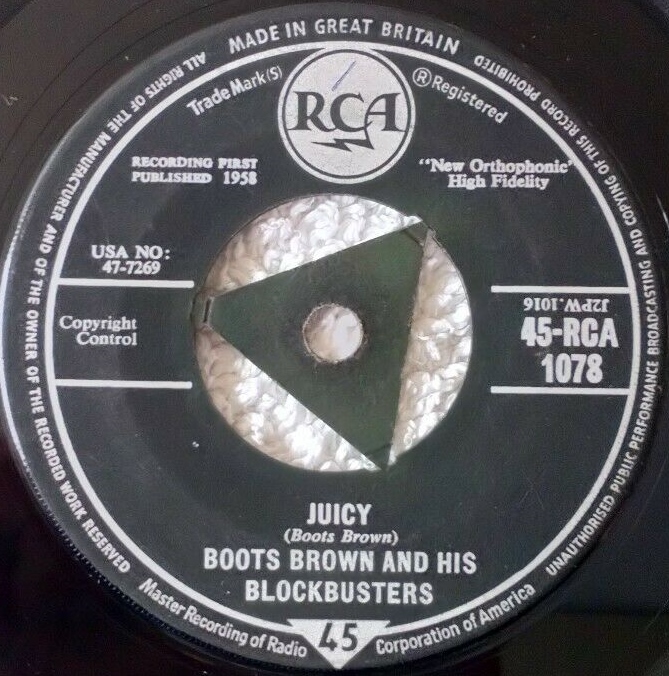 MADE IN GREAT BRITAIN
ALL RIGHTS OF THE MANUFACTURER AND OF THE OWNER OF THE RECORDED WORK RESERVED
UNAUTHORISED PUBLIC PERFORMANCE BROADCASTING AND COPYING OF THIS RECORD PROHIBITED
Trade Mark(S)
RCA
® Registered
RECORDING FIRST
PUBLISHED 1958
"New Orthophonic"
High Fidelity
USA NO:
47-7269
Copyright
Control
J2PW.1016
45-RCA
1078
JUICY
(Boots Brown)
BOOTS BROWN AND HIS
BLOCKBUSTERS
Master Recording of Radio
45
Corporation of America